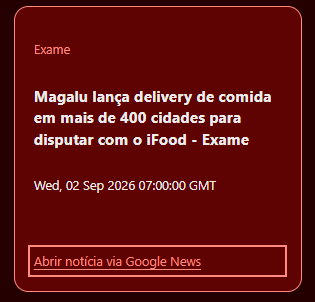 Exame
Magalu lança delivery de comida
em mais de 400 cidades para
disputar com o iFood - Exame
Wed, 02 Sep 2026 07:00:00 GMT
Abrir notícia via Google News